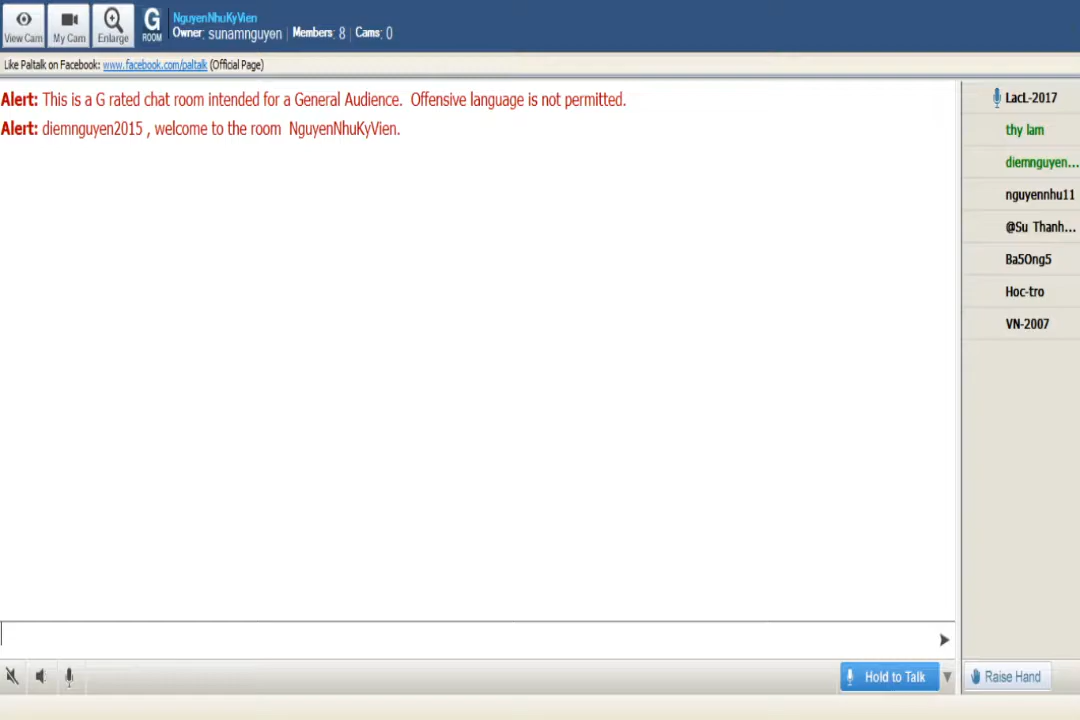 NguyenNhuKyVien
View Cam My Cam Enlarge G ROOM Owner: sunamnguyen Members: 8 Cams: 0
Like Paltalk on Facebook: www.facebook.com/paltalk (Official Page)
Alert: This is a G rated chat room intended for a General Audience. Offensive language is not permitted.
Alert: diemnguyen2015 , welcome to the room NguyenNhuKyVien.
LacL-2017
thy lam
diemnguyen...
nguyennhu11
@Su Thanh...
Ba5Ong5
Hoc-tro
VN-2007
Hold to Talk
Raise Hand